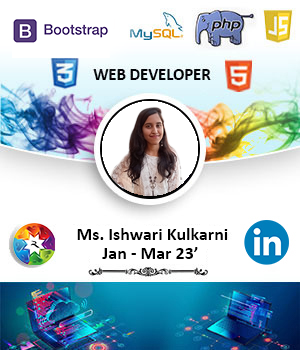 B Bootstrap
MySQL
php
JS
3
WEB DEVELOPER
5
Ms. Ishwari Kulkarni
Jan - Mar 23’
in